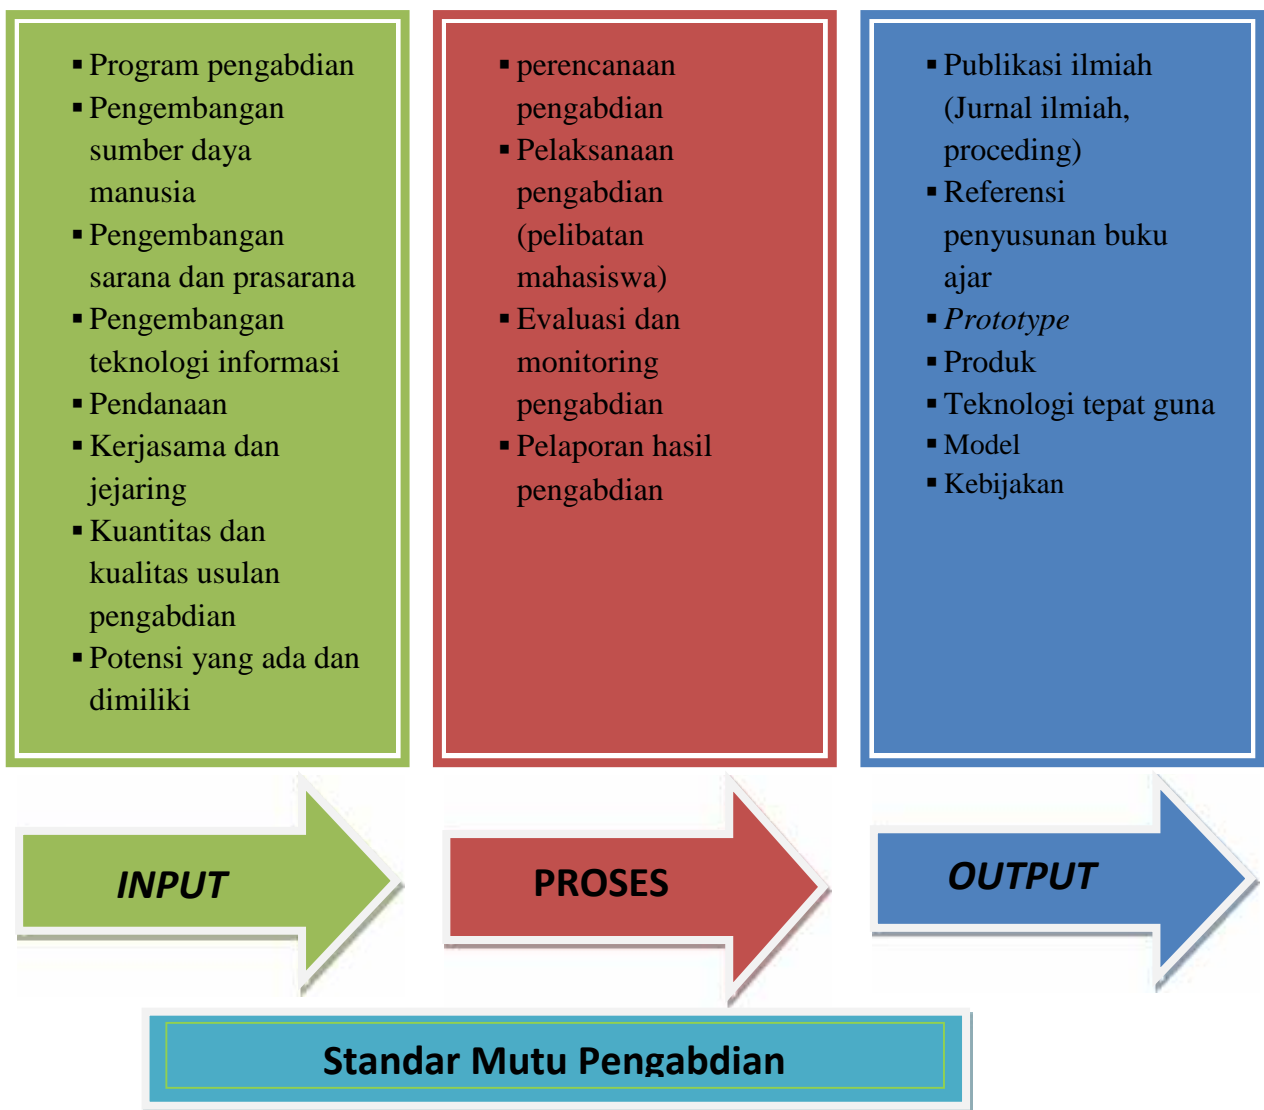 ▪ Program pengabdian
▪ Pengembangan
sumber daya
manusia
▪ Pengembangan
sarana dan prasarana
▪ Pengembangan
teknologi informasi
▪ Pendanaan
▪ Kerjasama dan
jejaring
▪ Kuantitas dan
kualitas usulan
pengabdian
▪ Potensi yang ada dan
dimiliki
▪ perencanaan
pengabdian
▪ Pelaksanaan
pengabdian
(pelibatan
mahasiswa)
▪ Evaluasi dan
monitoring
pengabdian
▪ Pelaporan hasil
pengabdian
▪ Publikasi ilmiah
(Jurnal ilmiah,
proceding)
▪ Referensi
penyusunan buku
ajar
▪ Prototype
▪ Produk
▪ Teknologi tepat guna
▪ Model
▪ Kebijakan
INPUT
PROSES
OUTPUT
Standar Mutu Pengabdian